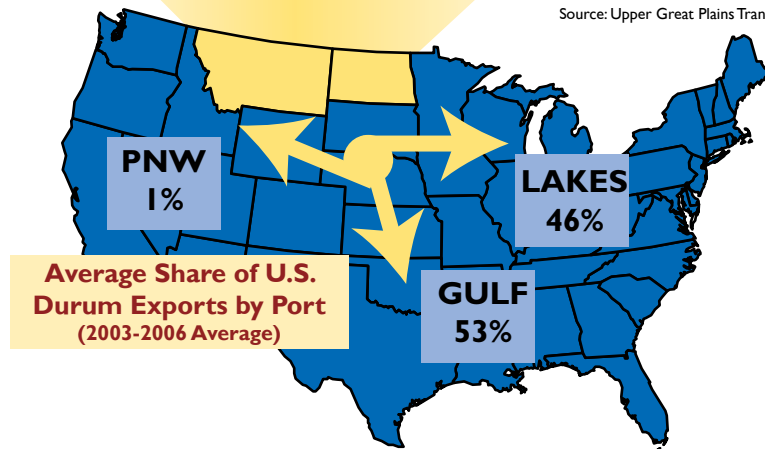 Source: Upper Great Plains Tran
PNW
1%
LAKES
46%
Average Share of U.S.
Durum Exports by Port
(2003-2006 Average)
GULF
53%